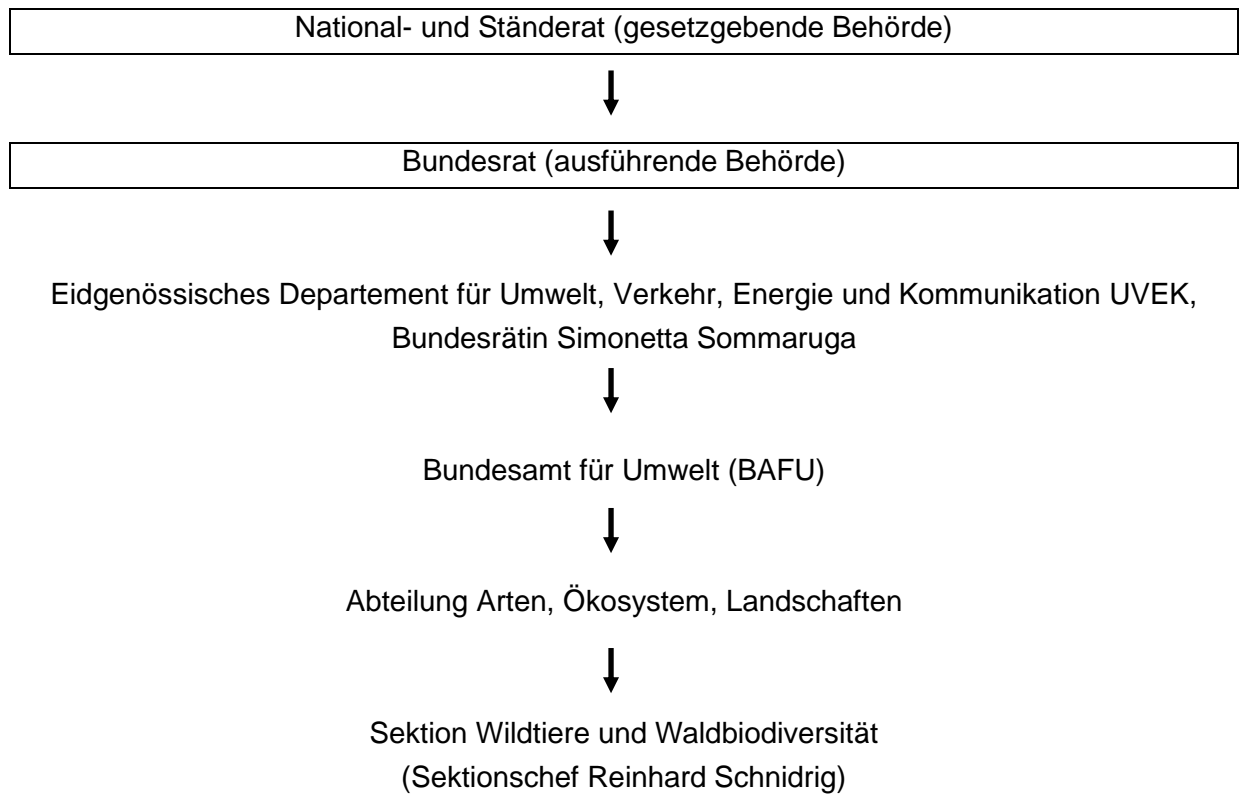 National- und Ständerat (gesetzgebende Behörde)
Bundesrat (ausführende Behörde)
Eidgenössisches Departement für Umwelt, Verkehr, Energie und Kommunikation UVEK,
Bundesrätin Simonetta Sommaruga
Bundesamt für Umwelt (BAFU)
Abteilung Arten, Ökosystem, Landschaften
Sektion Wildtiere und Waldbiodiversität
(Sektionschef Reinhard Schnidrig)